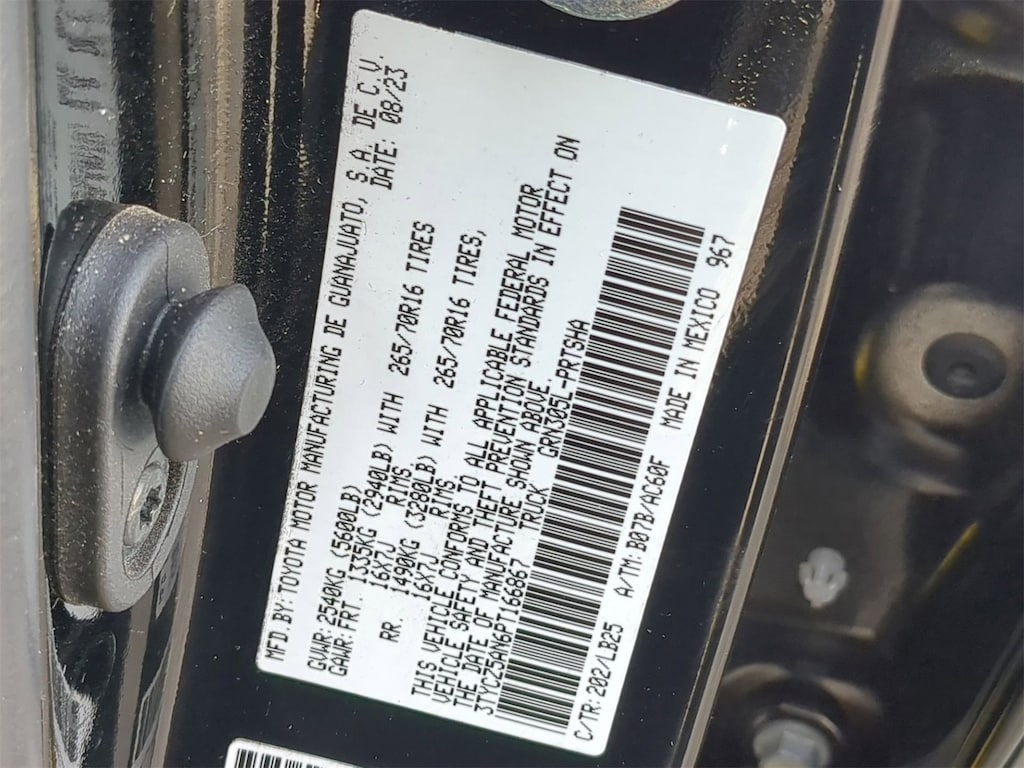 MFD.BY:TOYOTA MOTOR MANUFACTURING DE GUANAJUATO, S.A. DE C.V.
DATE: 08/23
GVWR:2540KG(5600LB)
GAWR:FRT. 1335KG (2940LB) WITH 265/70R16 TIRES
16X7J RIMS
RR. 1490KG (3280LB) WITH 265/70R16 TIRES,
16X7J RIMS
THIS VEHICLE CONFORMS TO ALL APPLICABLE FEDERAL MOTOR
VEHICLE SAFETY AND THEFT PREVENTION STANDARDS IN EFFECT ON
THE DATE OF MANUFACTURE SHOWN ABOVE.
3TYCZ5AN6PT166867 TRUCK GRN305L-PRTSHA
C/TR:202/LB25 A/TM:B07B/AC60F MADE IN MEXICO 967